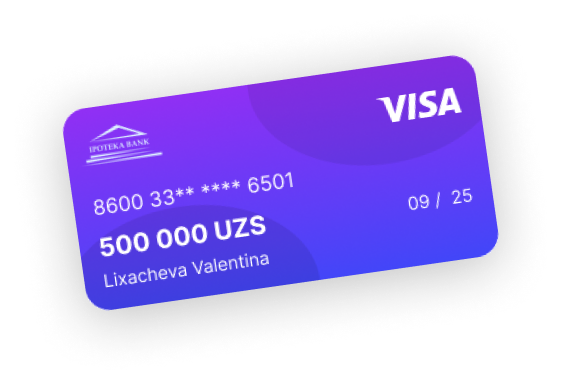 VISA
IPOTEKA BANK
8600 33** **** 6501
500 000 UZS
09 / 25
Lixacheva Valentina